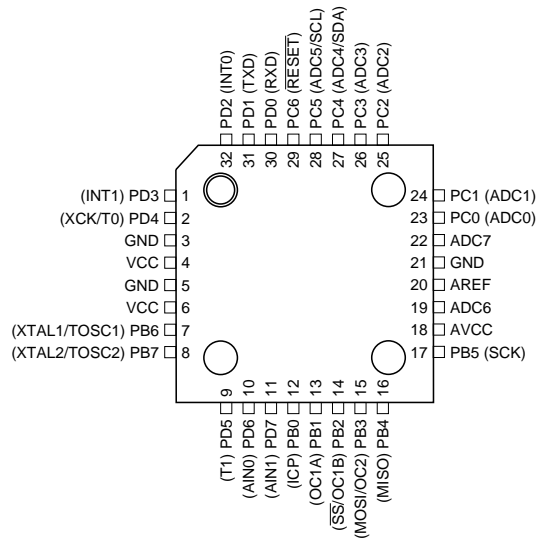 32 PD2 (INT0)
31 PD1 (TXD)
30 PD0 (RXD)
29 PC6 (RESET)
28 PC5 (ADC5/SCL)
27 PC4 (ADC4/SDA)
26 PC3 (ADC3)
25 PC2 (ADC2)
(INT1) PD3 1
(XCK/T0) PD4 2
GND 3
VCC 4
GND 5
VCC 6
(XTAL1/TOSC1) PB6 7
(XTAL2/TOSC2) PB7 8
24 PC1 (ADC1)
23 PC0 (ADC0)
22 ADC7
21 GND
20 AREF
19 ADC6
18 AVCC
17 PB5 (SCK)
(T1) PD5 9
(AIN0) PD6 10
(AIN1) PD7 11
(ICP) PB0 12
(OC1A) PB1 13
(SS/OC1B) PB2 14
(MOSI/OC2) PB3 15
(MISO) PB4 16